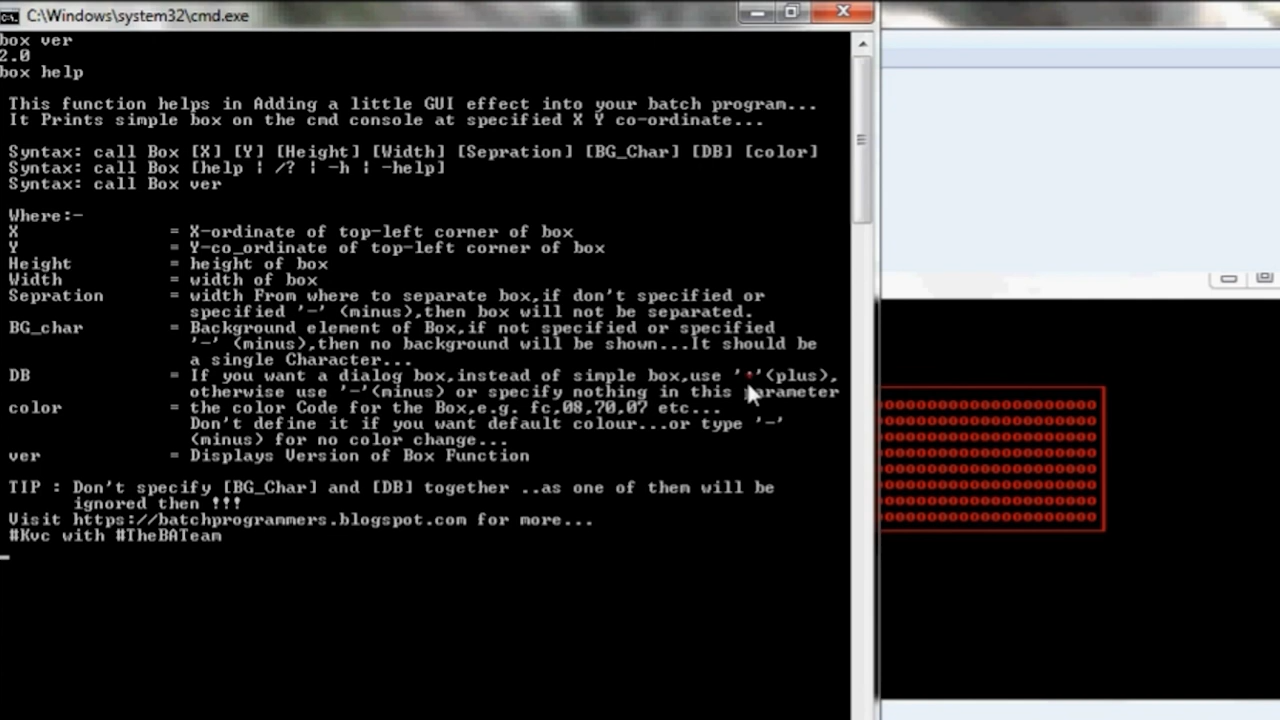 C:\Windows\system32\cmd.exe
box ver
2.0
box help
This function helps in Adding a little GUI effect into your batch program...
It Prints simple box on the cmd console at specified X Y co-ordinate...
Syntax: call Box [X] [Y] [Height] [Width] [Sepration] [BG_Char] [DB] [color]
Syntax: call Box [help | /? | -h | -help]
Syntax: call Box ver
Where:-
X = X-ordinate of top-left corner of box
Y = Y-co_ordinate of top-left corner of box
Height = height of box
Width = width of box
Sepration = width From where to separate box,if don't specified or
specified '-' (minus),then box will not be separated.
BG_char = Background element of Box,if not specified or specified
'-' (minus),then no background will be shown...It should be
a single Character...
DB = If you want a dialog box,instead of simple box,use '+'(plus),
otherwise use '-'(minus) or specify nothing in this parameter
color = the color Code for the Box,e.g. fc,08,70,07 etc...
Don't define it if you want default colour...or type '-'
(minus) for no color change...
ver = Displays Version of Box Function
TIP : Don't specify [BG_Char] and [DB] together ..as one of them will be
ignored then !!!
Visit https://batchprogrammers.blogspot.com for more...
#Kvc with #TheBATeam